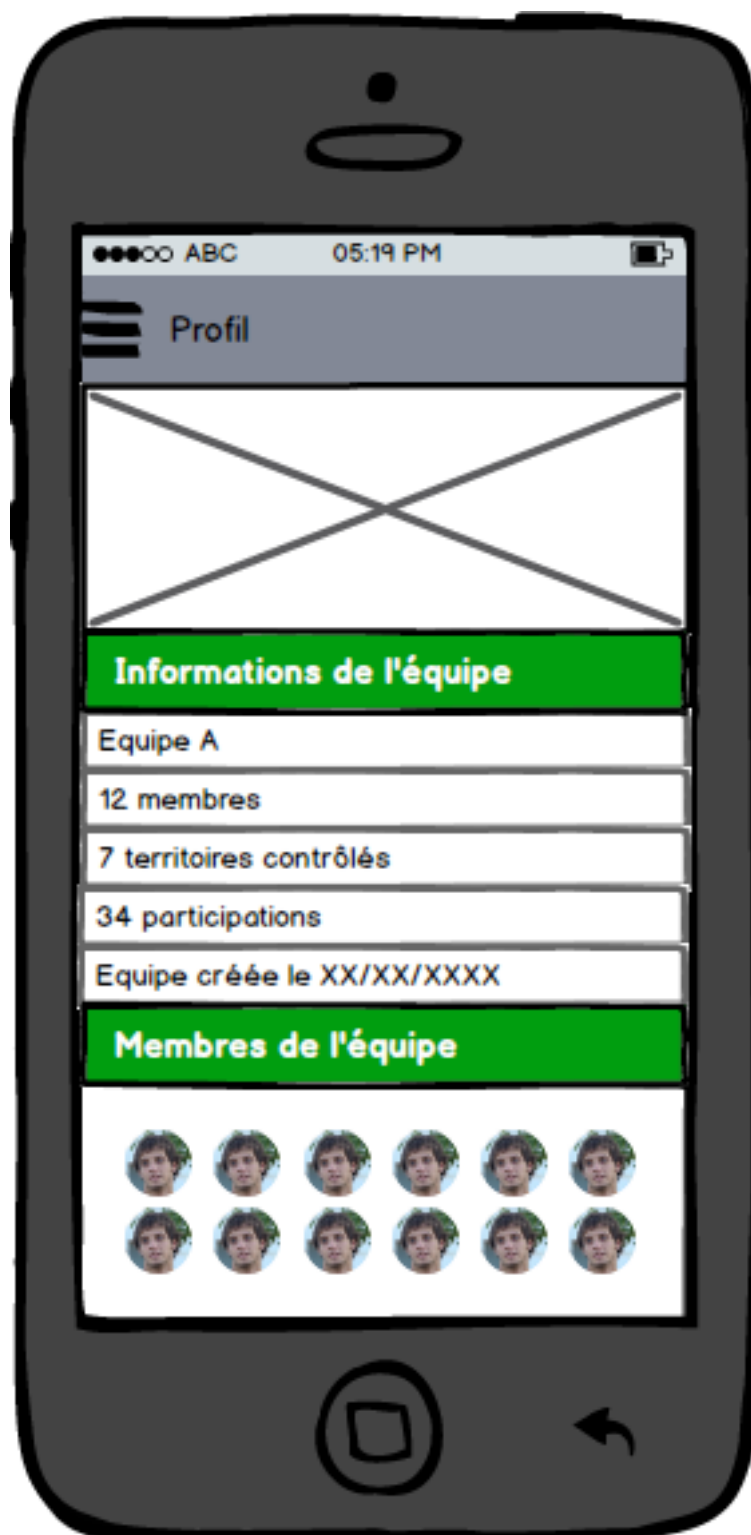 ABC 05:19 PM
Profil
Informations de l'équipe
Equipe A
12 membres
7 territoires contrôlés
34 participations
Equipe créée le XX/XX/XXXX
Membres de l'équipe